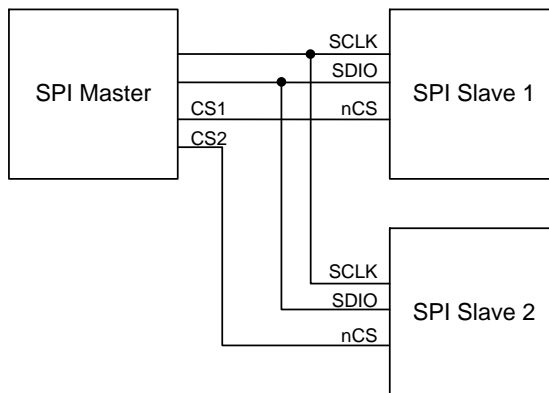 SCLK
SDIO
SPI Master
SPI Slave 1
CS1
nCS
CS2
SCLK
SDIO
SPI Slave 2
nCS